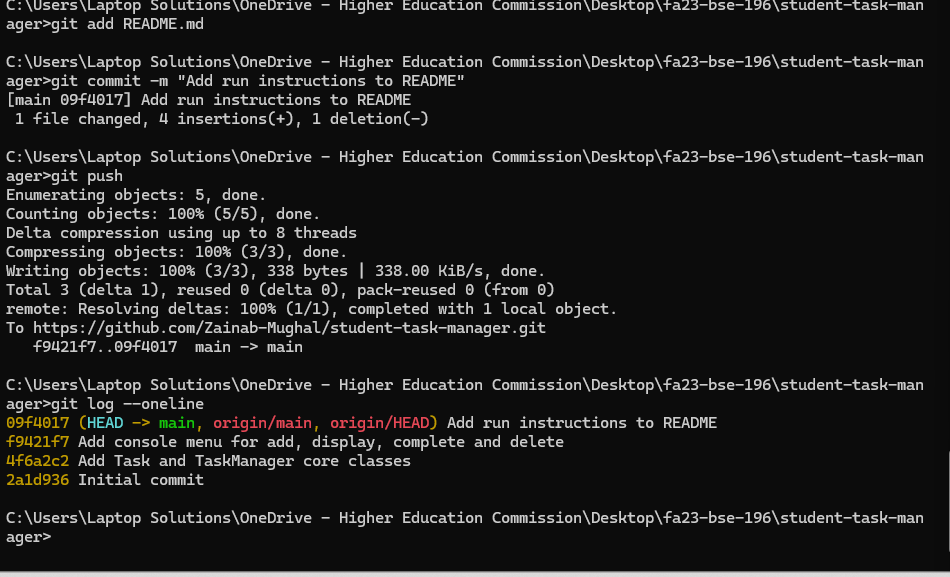 C:\Users\Laptop Solutions\OneDrive - Higher Education Commission\Desktop\fa23-bse-196\student-task-man
ager>git add README.md
C:\Users\Laptop Solutions\OneDrive - Higher Education Commission\Desktop\fa23-bse-196\student-task-man
ager>git commit -m "Add run instructions to README"
[main 09f4017] Add run instructions to README
 1 file changed, 4 insertions(+), 1 deletion(-)
C:\Users\Laptop Solutions\OneDrive - Higher Education Commission\Desktop\fa23-bse-196\student-task-man
ager>git push
Enumerating objects: 5, done.
Counting objects: 100% (5/5), done.
Delta compression using up to 8 threads
Compressing objects: 100% (3/3), done.
Writing objects: 100% (3/3), 338 bytes | 338.00 KiB/s, done.
Total 3 (delta 1), reused 0 (delta 0), pack-reused 0 (from 0)
remote: Resolving deltas: 100% (1/1), completed with 1 local object.
To https://github.com/Zainab-Mughal/student-task-manager.git
   f9421f7..09f4017  main -> main
C:\Users\Laptop Solutions\OneDrive - Higher Education Commission\Desktop\fa23-bse-196\student-task-man
ager>git log --oneline
09f4017 (HEAD -> main, origin/main, origin/HEAD) Add run instructions to README
f9421f7 Add console menu for add, display, complete and delete
4f6a2c2 Add Task and TaskManager core classes
2a1d936 Initial commit
C:\Users\Laptop Solutions\OneDrive - Higher Education Commission\Desktop\fa23-bse-196\student-task-man
ager>